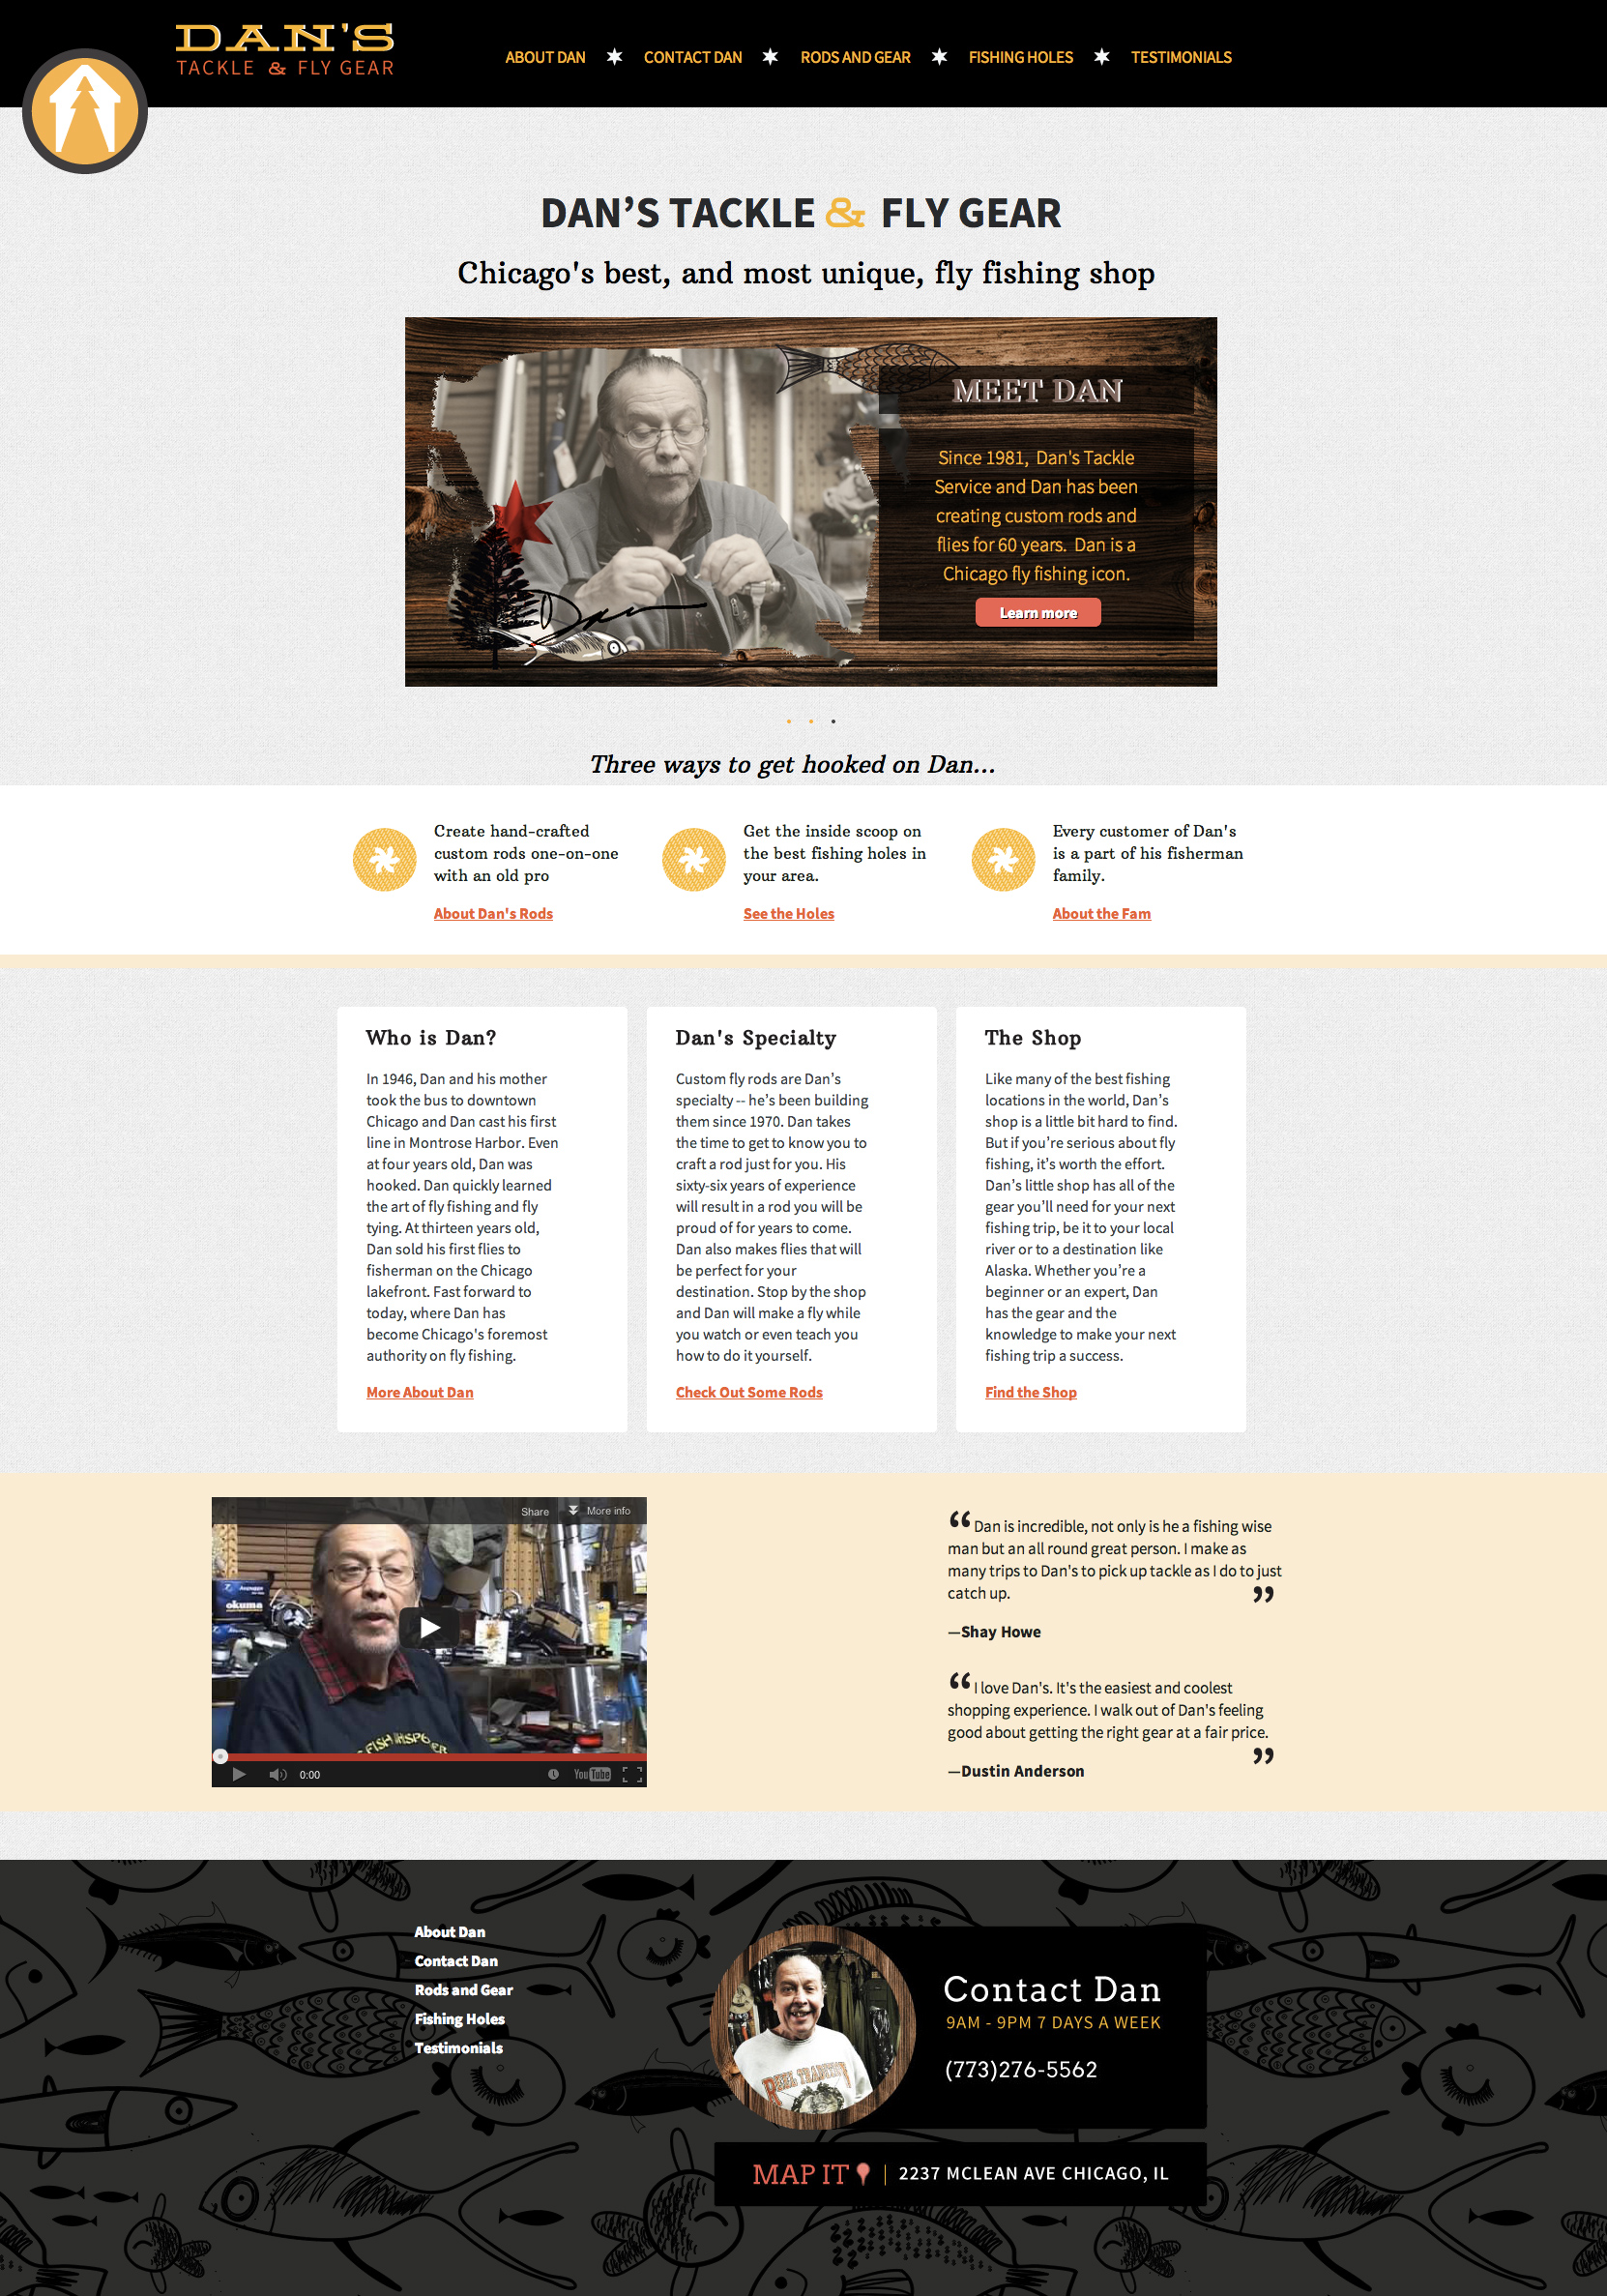 DAN'S
TACKLE & FLY GEAR
ABOUT DAN
CONTACT DAN
RODS AND GEAR
FISHING HOLES
TESTIMONIALS
DAN’S TACKLE & FLY GEAR
Chicago's best, and most unique, fly fishing shop
MEET DAN
Since 1981, Dan's Tackle
Service and Dan has been
creating custom rods and
flies for 60 years. Dan is a
Chicago fly fishing icon.
Learn more
Dan
Three ways to get hooked on Dan...
Create hand-crafted
custom rods one-on-one
with an old pro
About Dan's Rods
Get the inside scoop on
the best fishing holes in
your area.
See the Holes
Every customer of Dan's
is a part of his fisherman
family.
About the Fam
Who is Dan?
In 1946, Dan and his mother
took the bus to downtown
Chicago and Dan cast his first
line in Montrose Harbor. Even
at four years old, Dan was
hooked. Dan quickly learned
the art of fly fishing and fly
tying. At thirteen years old,
Dan sold his first flies to
fisherman on the Chicago
lakefront. Fast forward to
today, where Dan has
become Chicago's foremost
authority on fly fishing.
More About Dan
Dan's Specialty
Custom fly rods are Dan’s
specialty -- he’s been building
them since 1970. Dan takes
the time to get to know you to
craft a rod just for you. His
sixty-six years of experience
will result in a rod you will be
proud of for years to come.
Dan also makes flies that will
be perfect for your
destination. Stop by the shop
and Dan will make a fly while
you watch or even teach you
how to do it yourself.
Check Out Some Rods
The Shop
Like many of the best fishing
locations in the world, Dan’s
shop is a little bit hard to find.
But if you’re serious about fly
fishing, it’s worth the effort.
Dan’s little shop has all of the
gear you’ll need for your next
fishing trip, be it to your local
river or to a destination like
Alaska. Whether you’re a
beginner or an expert, Dan
has the gear and the
knowledge to make your next
fishing trip a success.
Find the Shop
Share
More info
okuma
0:00
YouTube
“Dan is incredible, not only is he a fishing wise
man but an all round great person. I make as
many trips to Dan's to pick up tackle as I do to just
catch up. ”
—Shay Howe
“I love Dan's. It's the easiest and coolest
shopping experience. I walk out of Dan's feeling
good about getting the right gear at a fair price. ”
—Dustin Anderson
About Dan
Contact Dan
Rods and Gear
Fishing Holes
Testimonials
Contact Dan
9AM - 9PM 7 DAYS A WEEK
(773)276-5562
MAP IT | 2237 MCLEAN AVE CHICAGO, IL